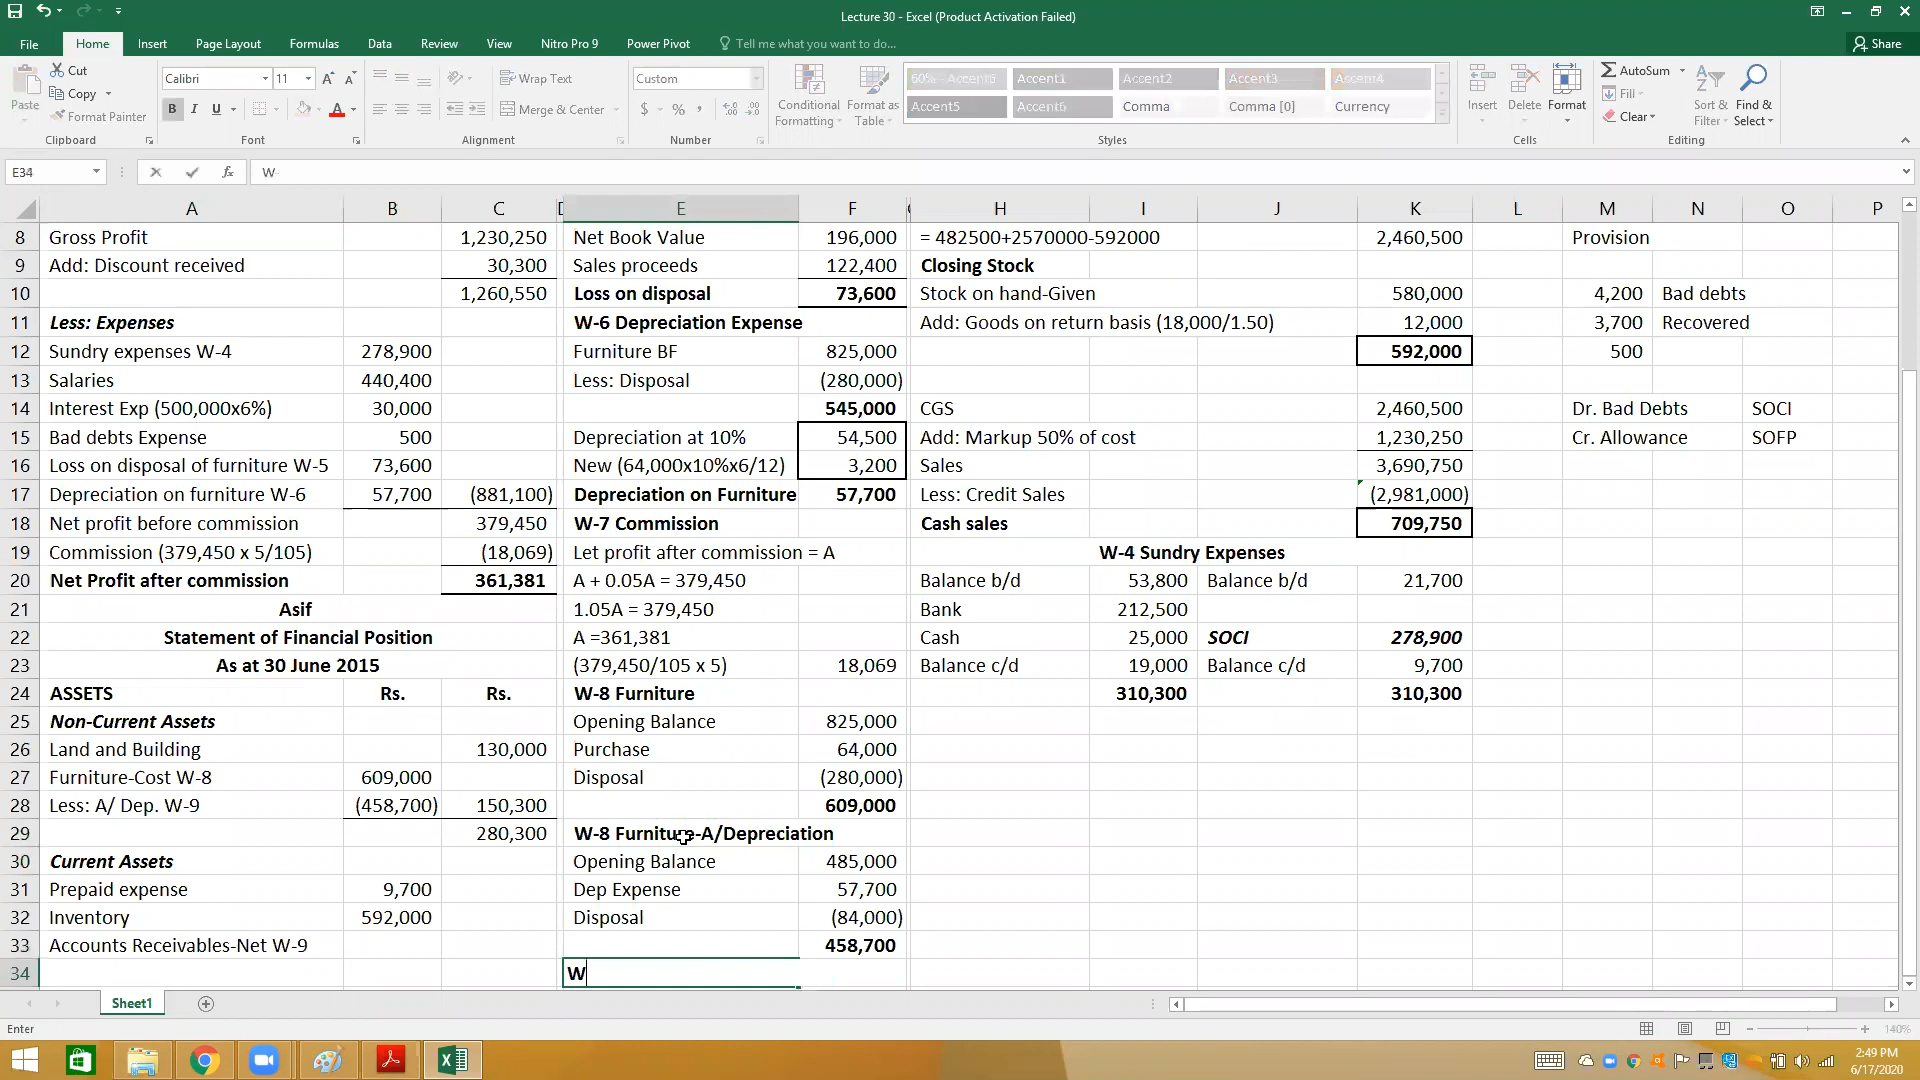 Lecture 30 - Excel (Product Activation Failed)
File Home Insert Page Layout Formulas Data Review View Nitro Pro 9 Power Pivot Tell me what you want to do... Share
Paste Cut Copy Format Painter Clipboard
Calibri 11 B I U Font
Wrap Text Merge & Center Alignment
Custom $ % Number
Conditional Formatting Format as Table
60% - Accent6 Accent1 Accent2 Accent3 Accent4
Accent5 Accent6 Comma Comma [0] Currency
Styles
Insert Delete Format Cells
AutoSum Fill Clear Sort & Filter Find & Select Editing
E34 fx W
A B C D E F H I J K L M N O P
8 Gross Profit 1,230,250 Net Book Value 196,000 = 482500+2570000-592000 2,460,500 Provision
9 Add: Discount received 30,300 Sales proceeds 122,400 Closing Stock
10 1,260,550 Loss on disposal 73,600 Stock on hand-Given 580,000 4,200 Bad debts
11 Less: Expenses W-6 Depreciation Expense Add: Goods on return basis (18,000/1.50) 12,000 3,700 Recovered
12 Sundry expenses W-4 278,900 Furniture BF 825,000 592,000 500
13 Salaries 440,400 Less: Disposal (280,000)
14 Interest Exp (500,000x6%) 30,000 545,000 CGS 2,460,500 Dr. Bad Debts SOCI
15 Bad debts Expense 500 Depreciation at 10% 54,500 Add: Markup 50% of cost 1,230,250 Cr. Allowance SOFP
16 Loss on disposal of furniture W-5 73,600 New (64,000x10%x6/12) 3,200 Sales 3,690,750
17 Depreciation on furniture W-6 57,700 (881,100) Depreciation on Furniture 57,700 Less: Credit Sales (2,981,000)
18 Net profit before commission 379,450 W-7 Commission Cash sales 709,750
19 Commission (379,450 x 5/105) (18,069) Let profit after commission = A W-4 Sundry Expenses
20 Net Profit after commission 361,381 A + 0.05A = 379,450 Balance b/d 53,800 Balance b/d 21,700
21 Asif 1.05A = 379,450 Bank 212,500
22 Statement of Financial Position A =361,381 Cash 25,000 SOCI 278,900
23 As at 30 June 2015 (379,450/105 x 5) 18,069 Balance c/d 19,000 Balance c/d 9,700
24 ASSETS Rs. Rs. W-8 Furniture 310,300 310,300
25 Non-Current Assets Opening Balance 825,000
26 Land and Building 130,000 Purchase 64,000
27 Furniture-Cost W-8 609,000 Disposal (280,000)
28 Less: A/ Dep. W-9 (458,700) 150,300 609,000
29 280,300 W-8 Furniture-A/Depreciation
30 Current Assets Opening Balance 485,000
31 Prepaid expense 9,700 Dep Expense 57,700
32 Inventory 592,000 Disposal (84,000)
33 Accounts Receivables-Net W-9 458,700
34 W
Sheet1
Enter 140%
2:49 PM
6/17/2020